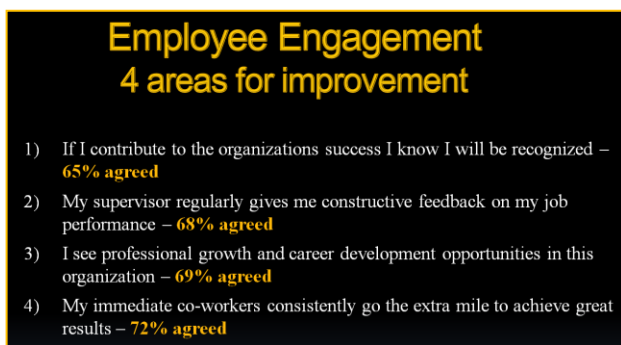 Employee Engagement
4 areas for improvement
1) If I contribute to the organizations success I know I will be recognized –
65% agreed
2) My supervisor regularly gives me constructive feedback on my job
performance – 68% agreed
3) I see professional growth and career development opportunities in this
organization – 69% agreed
4) My immediate co-workers consistently go the extra mile to achieve great
results – 72% agreed